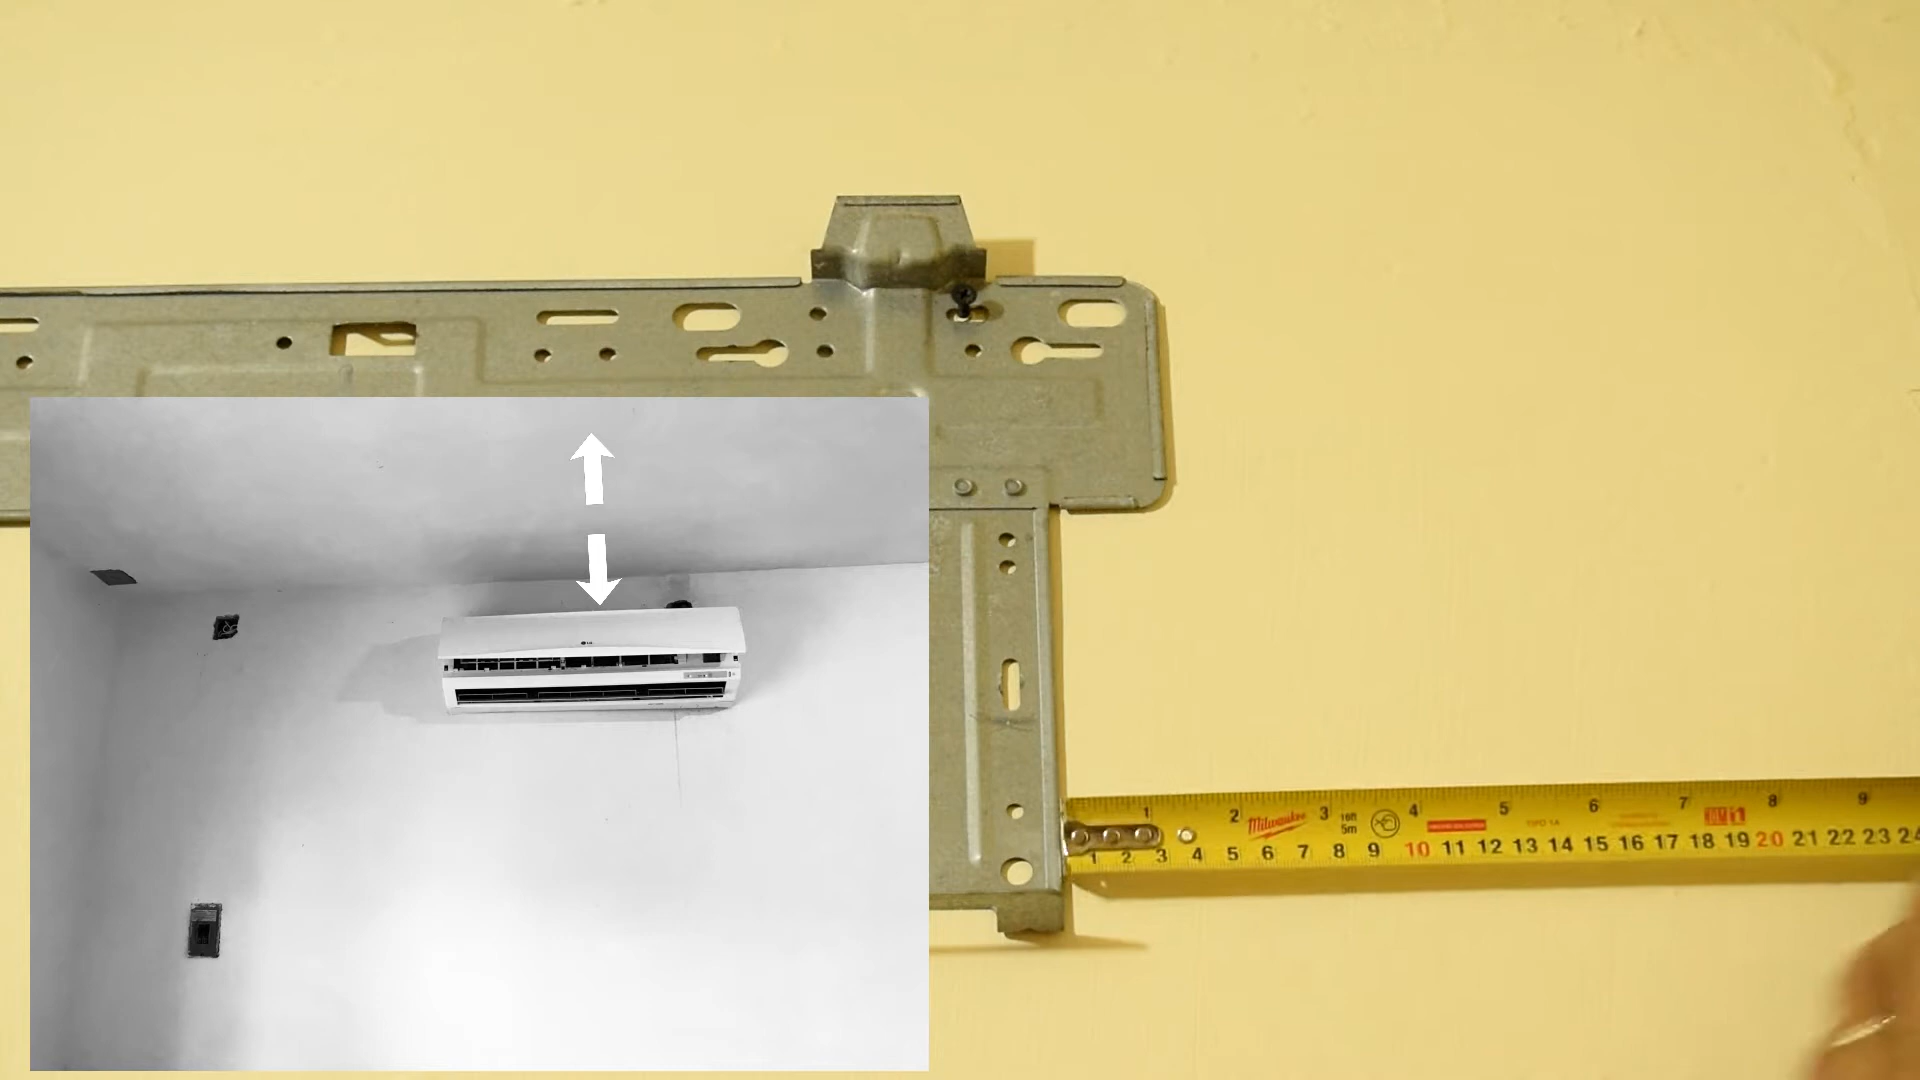 LG
1 2 3 4 5 6 7 8 9
Milwaukee
16ft
5m
1 2 3 4 5 6 7 8 9 10 11 12 13 14 15 16 17 18 19 20 21 22 23 24